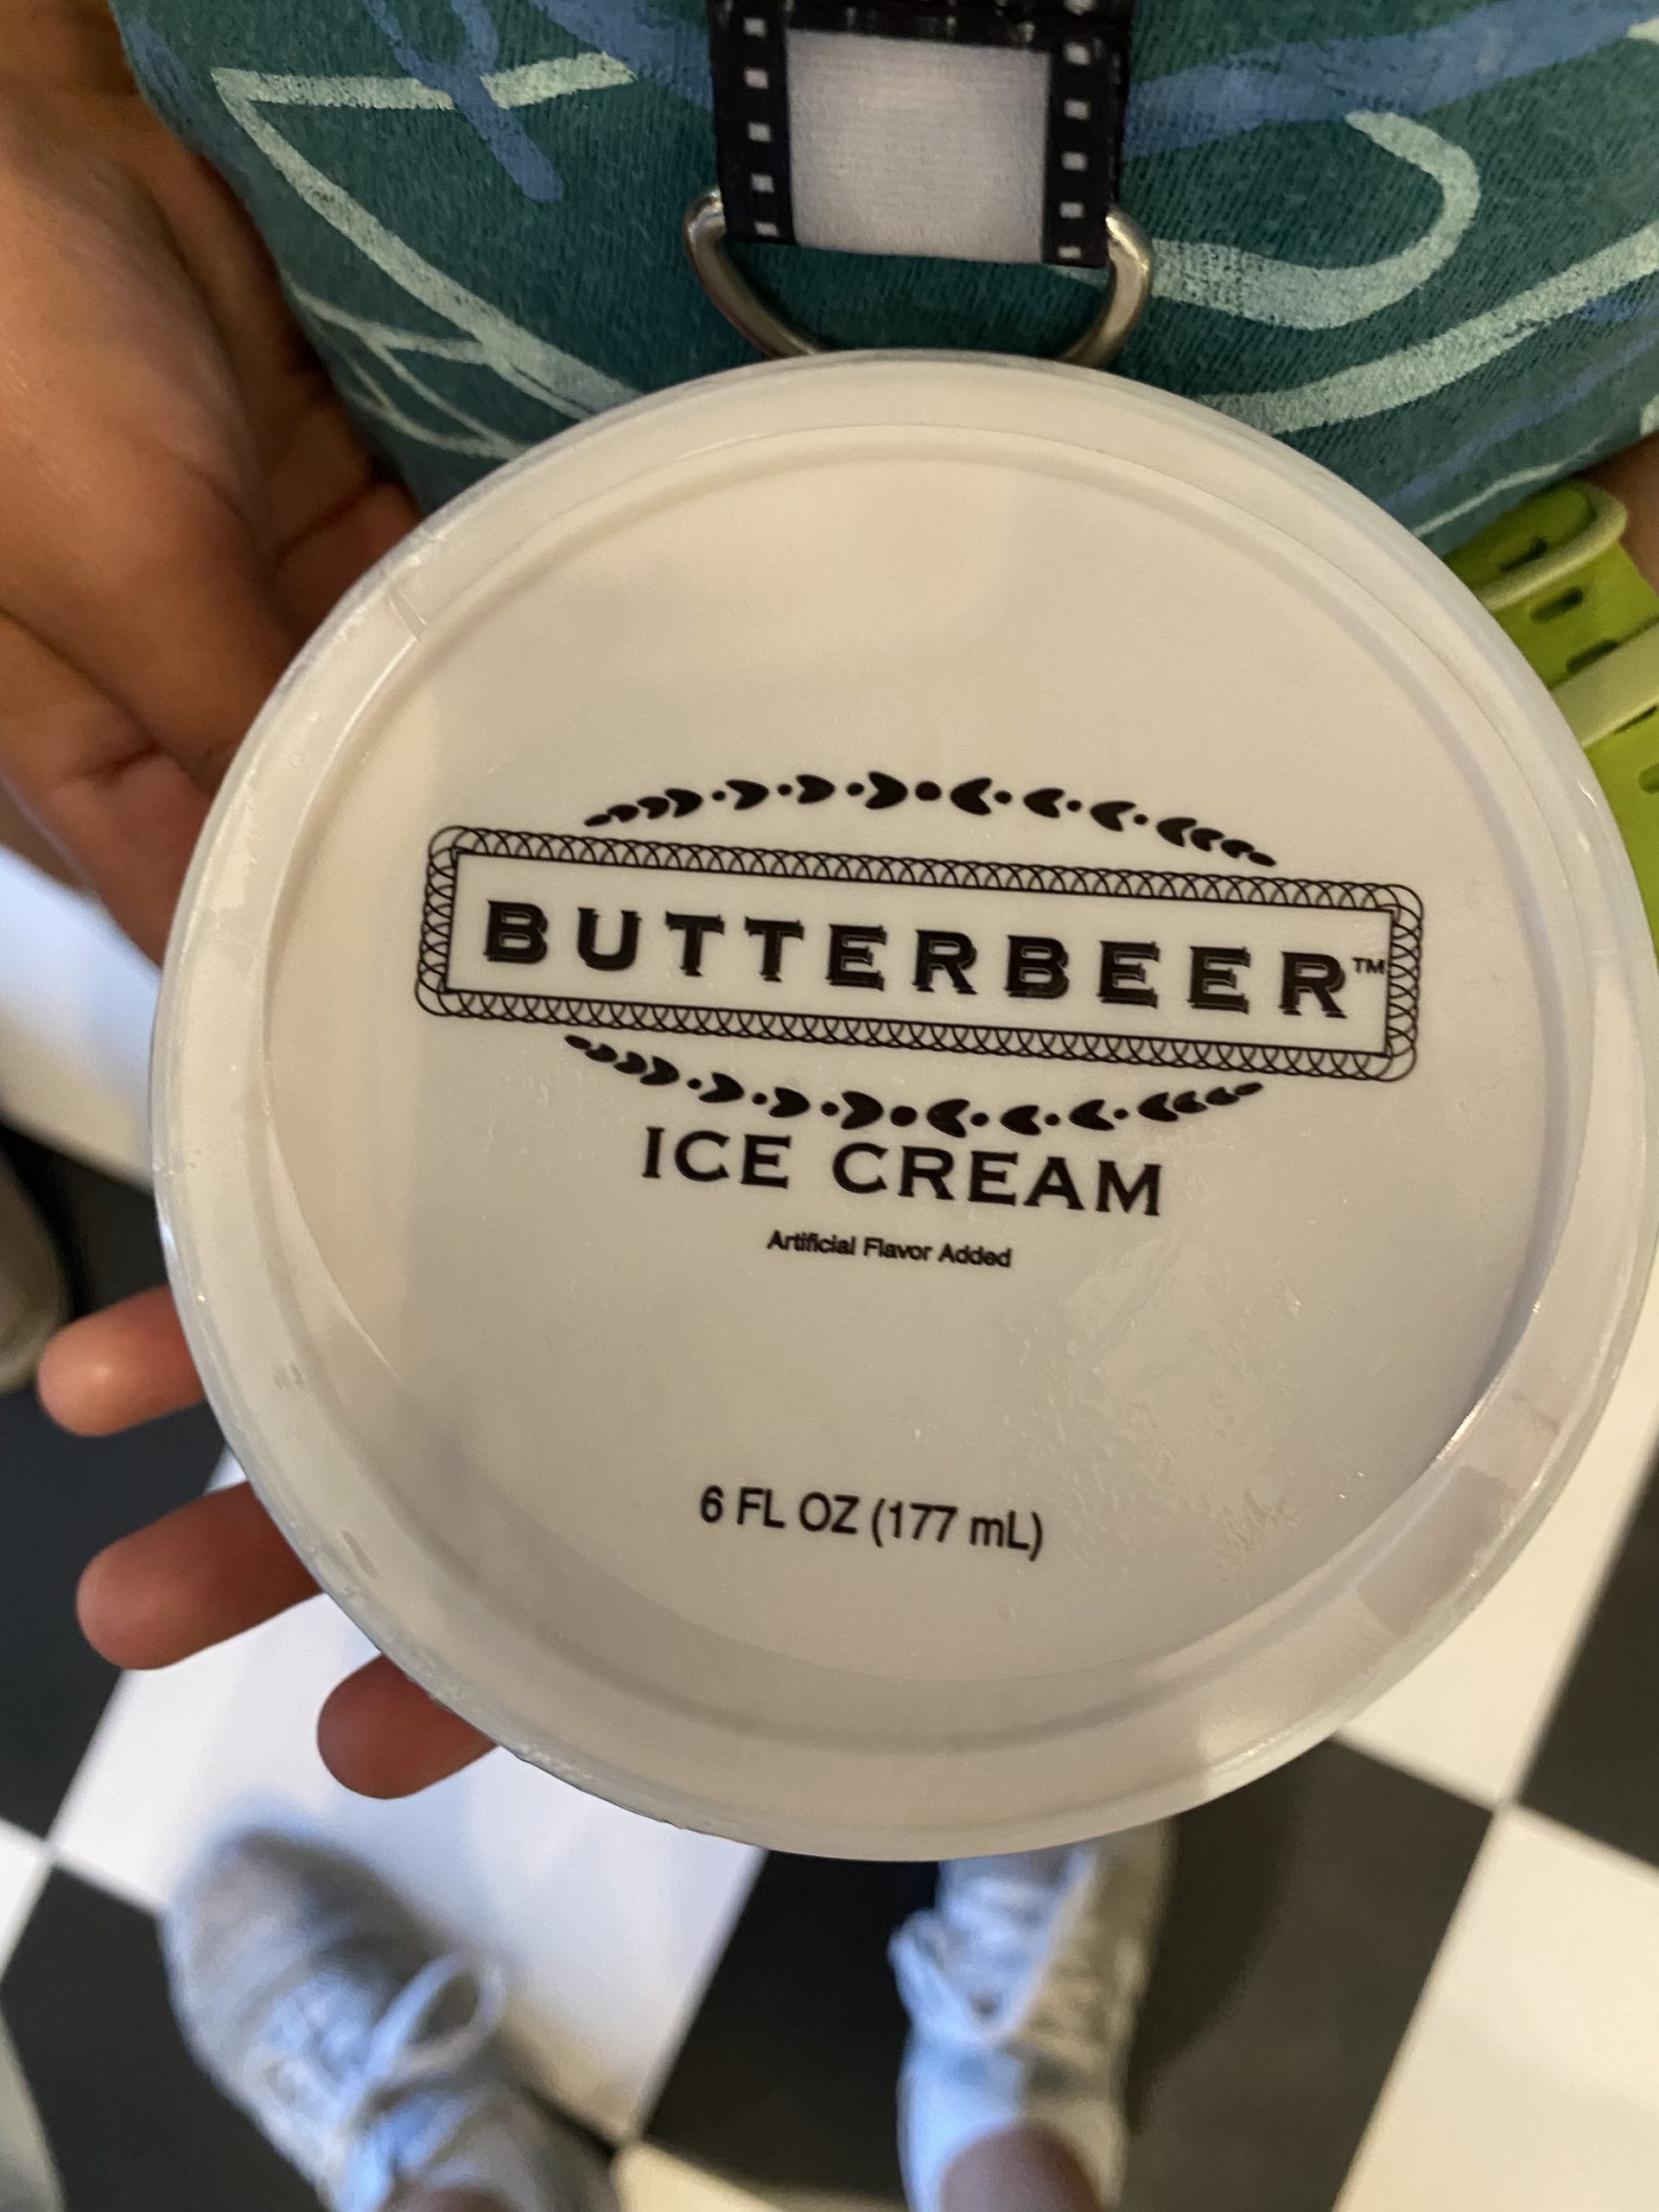 BUTTERBEER™
ICE CREAM
Artificial Flavor Added
6 FL OZ (177 mL)